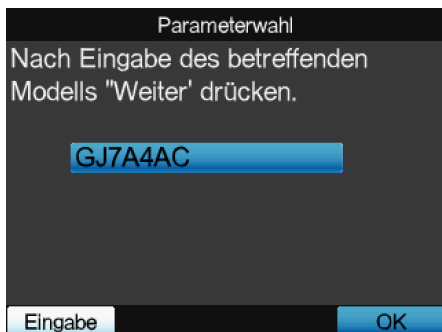 Parameterwahl
Nach Eingabe des betreffenden
Modells "Weiter' drücken.
GJ7A4AC
Eingabe OK